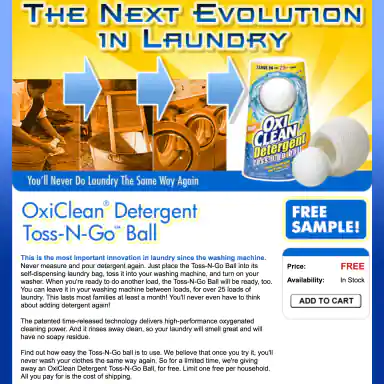 The Next Evolution
in Laundry
OXI
CLEAN
Detergent
You'll Never Do Laundry The Same Way Again
OxiClean® Detergent
Toss-N-Go℠ Ball
FREE
SAMPLE!
This is the most important innovation in laundry since the washing machine.
Never measure and pour detergent again. Just place the Toss-N-Go Ball into its
self-dispensing laundry bag, toss it into your washing machine, and turn on your
washer. When you're ready to do another load, the Toss-N-Go Ball will be ready, too.
You can leave it in your washing machine between loads, for over 25 loads of
laundry. This lasts most families at least a month! You'll never even have to think
about adding detergent again!
Price: FREE
Availability: In Stock
ADD TO CART
The patented time-released technology delivers high-performance oxygenated
cleaning power. And it rinses away clean, so your laundry will smell great and will
have no soapy residue.
Find out how easy the Toss-N-Go ball is to use. We believe that once you try it, you'll
never wash your clothes the same way again. So for a limited time, we're giving
away an OxiClean Detergent Toss-N-Go Ball, for free. Limit one free per household.
All you pay for is the cost of shipping.